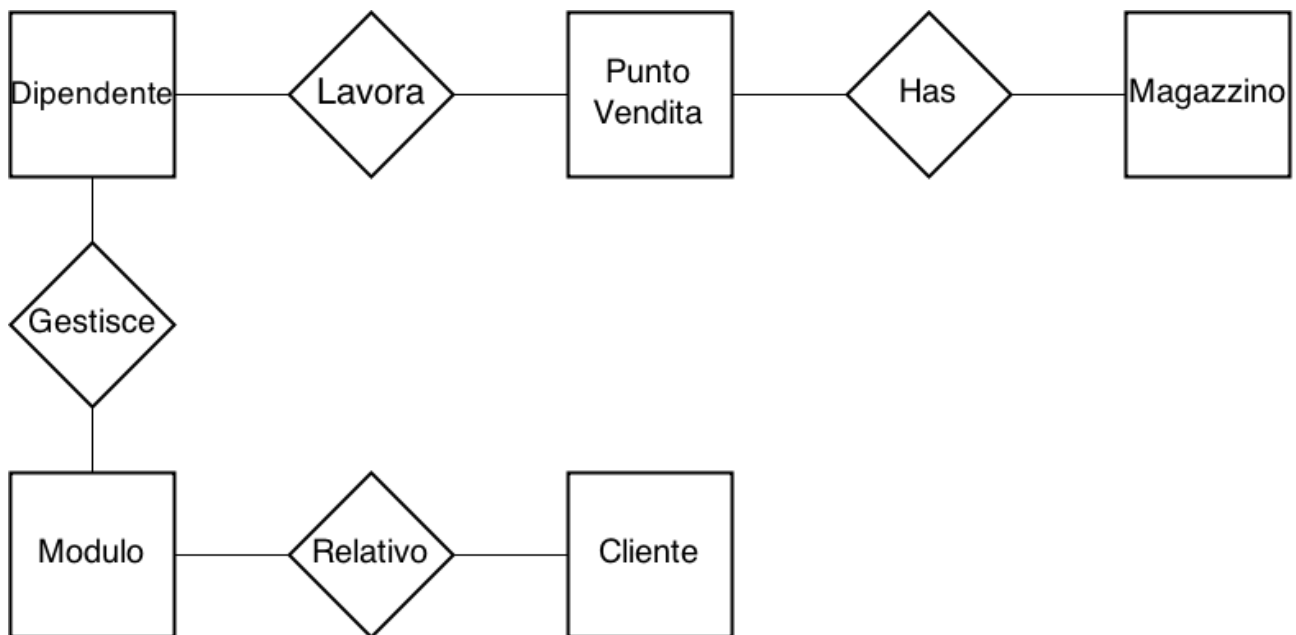 Dipendente
Lavora
Punto
Vendita
Has
Magazzino
Gestisce
Modulo
Relativo
Cliente